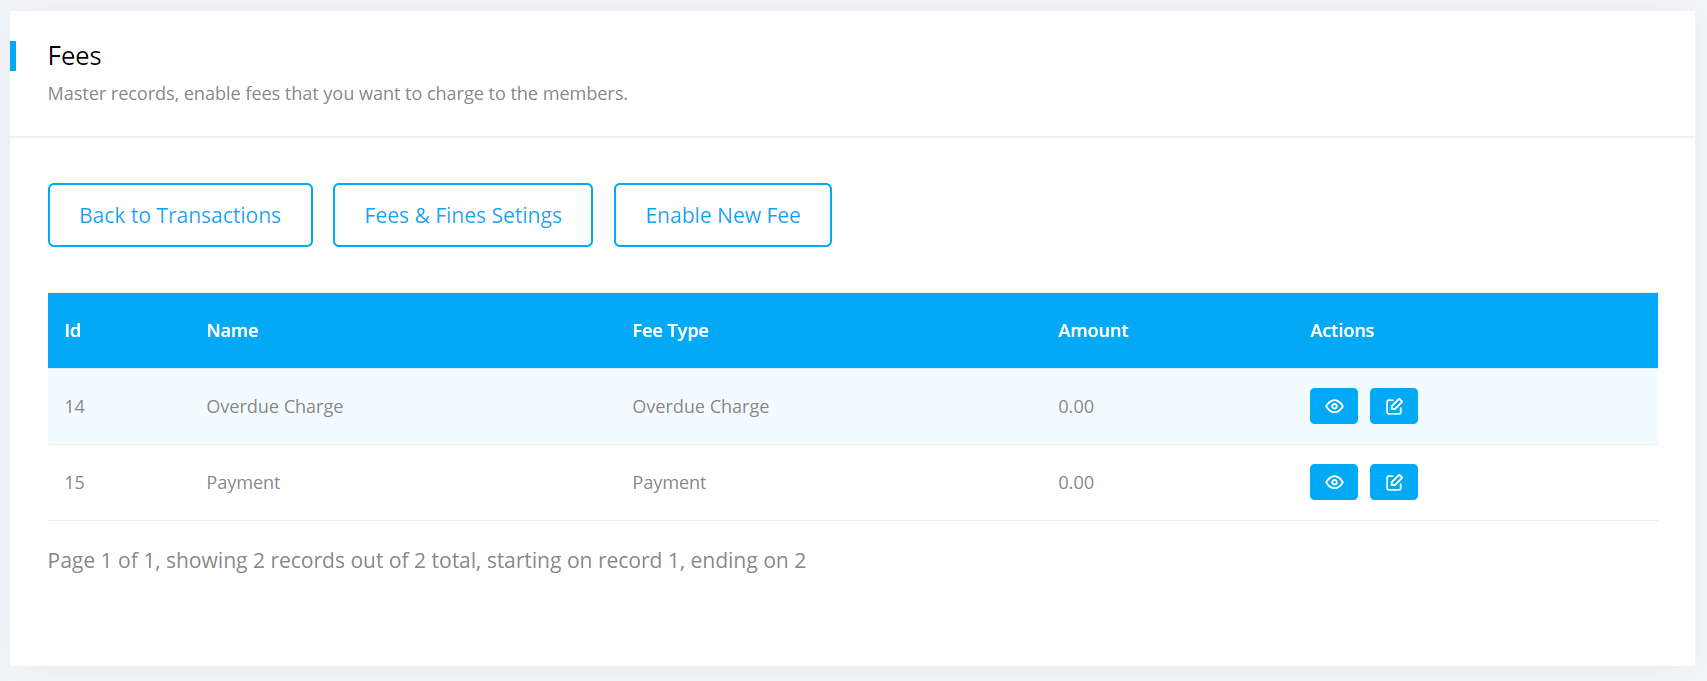 Fees
Master records, enable fees that you want to charge to the members.
Back to Transactions Fees & Fines Setings Enable New Fee
Id Name Fee Type Amount Actions
14 Overdue Charge Overdue Charge 0.00
15 Payment Payment 0.00
Page 1 of 1, showing 2 records out of 2 total, starting on record 1, ending on 2